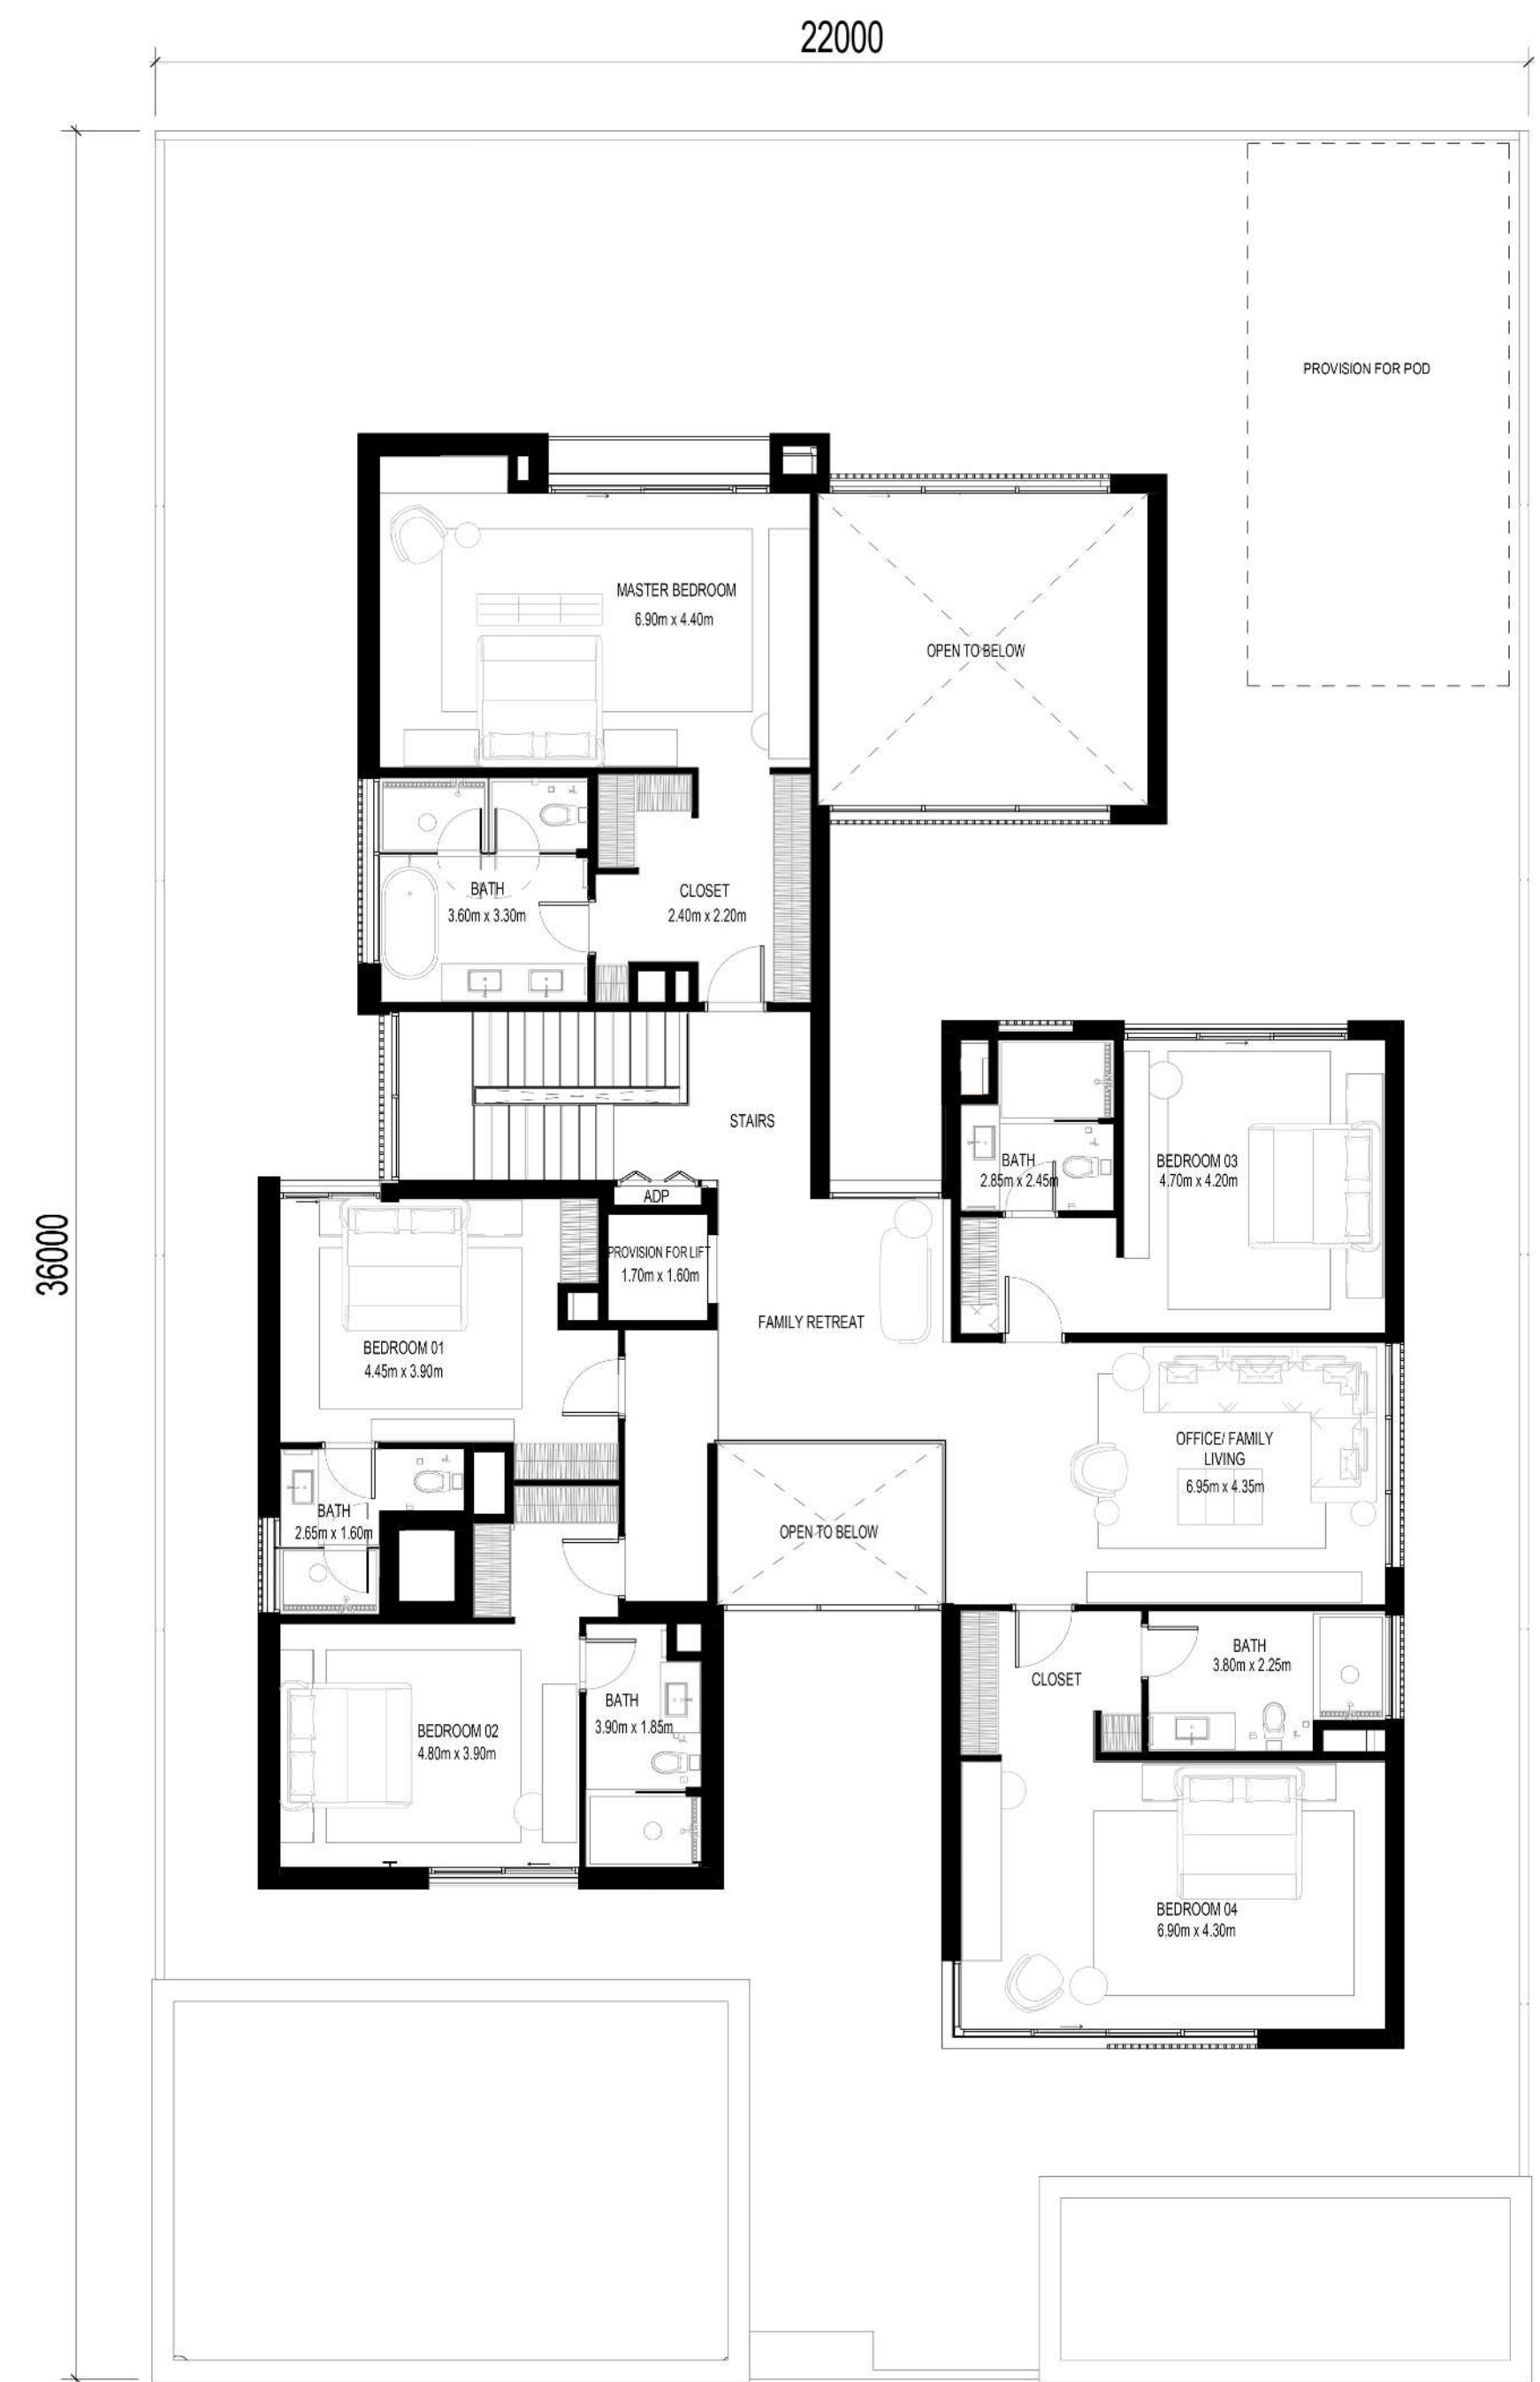 22000
36000
PROVISION FOR POD
MASTER BEDROOM
6.90m x 4.40m
OPEN TO BELOW
BATH
3.60m x 3.30m
CLOSET
2.40m x 2.20m
STAIRS
BATH
2.85m x 2.45m
BEDROOM 03
4.70m x 4.20m
ADP
PROVISION FOR LIFT
1.70m x 1.60m
FAMILY RETREAT
BEDROOM 01
4.45m x 3.90m
OFFICE/ FAMILY
LIVING
6.95m x 4.35m
BATH
2.65m x 1.60m
OPEN TO BELOW
BATH
3.80m x 2.25m
CLOSET
BATH
3.90m x 1.85m
BEDROOM 02
4.80m x 3.90m
BEDROOM 04
6.90m x 4.30m